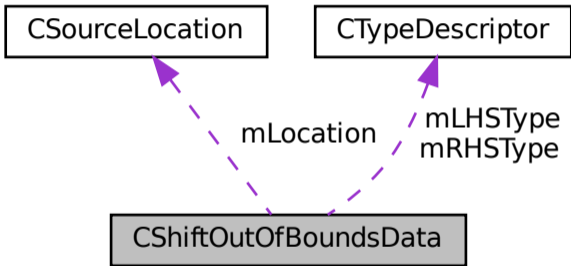 CSourceLocation
CTypeDescriptor
mLocation
mLHSType
mRHSType
CShiftOutOfBoundsData